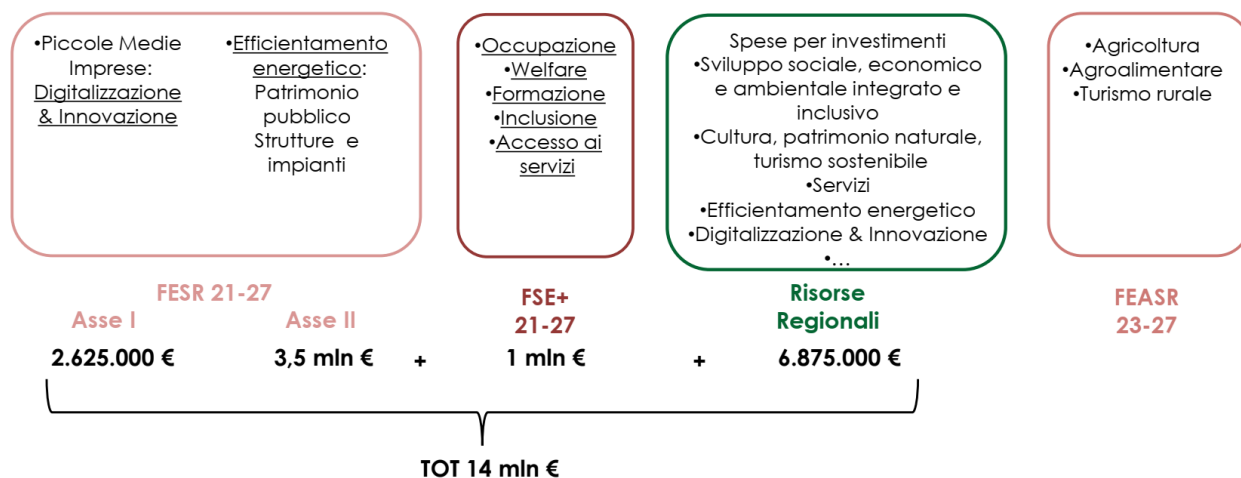 •Piccole Medie
Imprese:
Digitalizzazione
& Innovazione
•Efficientamento
energetico:
Patrimonio
pubblico
Strutture e
impianti
•Occupazione
•Welfare
•Formazione
•Inclusione
•Accesso ai
servizi
Spese per investimenti
•Sviluppo sociale, economico
e ambientale integrato e
inclusivo
•Cultura, patrimonio naturale,
turismo sostenibile
•Servizi
•Efficientamento energetico
•Digitalizzazione & Innovazione
•...
•Agricoltura
•Agroalimentare
•Turismo rurale
FESR 21-27
Asse I
Asse II
FSE+
21-27
Risorse
Regionali
FEASR
23-27
2.625.000 €
3,5 mln €
+
1 mln €
+
6.875.000 €
TOT 14 mln €